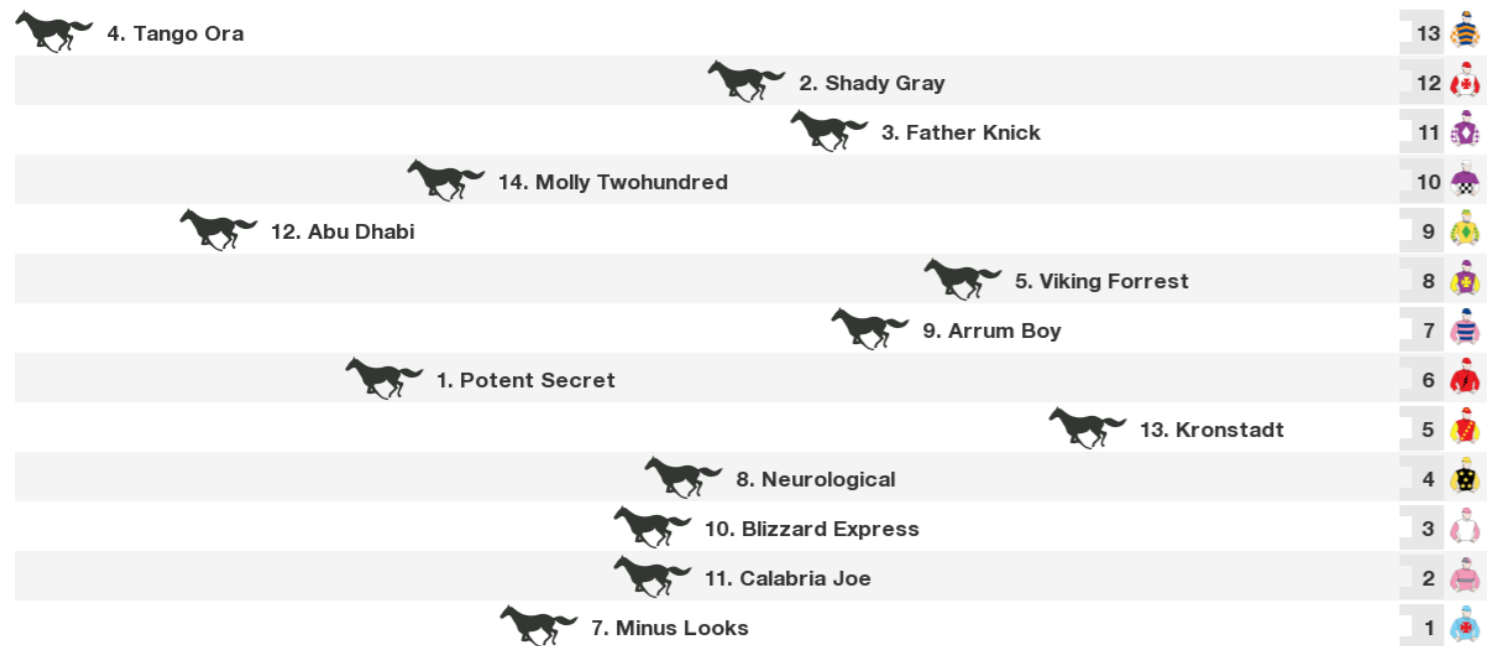 4. Tango Ora 13
2. Shady Gray 12
3. Father Knick 11
14. Molly Twohundred 10
12. Abu Dhabi 9
5. Viking Forrest 8
9. Arrum Boy 7
1. Potent Secret 6
13. Kronstadt 5
8. Neurological 4
10. Blizzard Express 3
11. Calabria Joe 2
7. Minus Looks 1